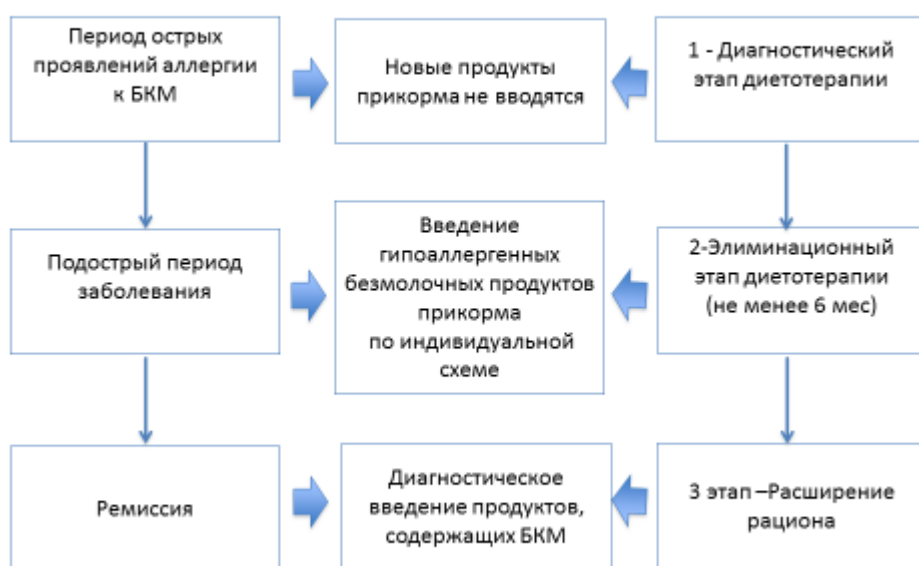 Период острых
проявлений аллергии
к БКМ
Новые продукты
прикорма не вводятся
1 - Диагностический
этап диетотерапии
Подострый период
заболевания
Введение
гипоаллергенных
безмолочных продуктов
прикорма
по индивидуальной
схеме
2-Элиминационный
этап диетотерапии
(не менее 6 мес)
Ремиссия
Диагностическое
введение продуктов,
содержащих БКМ
3 этап –Расширение
рациона